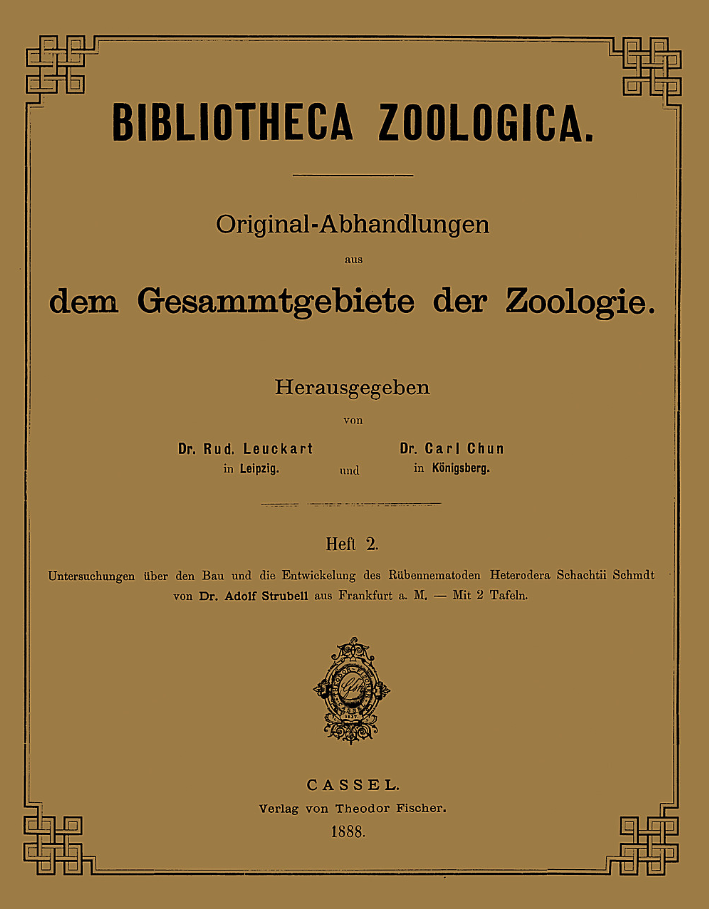 BIBLIOTHECA ZOOLOGICA.
Original-Abhandlungen
aus
dem Gesammtgebiete der Zoologie.
Herausgegeben
von
Dr. Rud. Leuckart Dr. Carl Chun
in Leipzig. und in Königsberg.
Heft 2.
Untersuchungen über den Bau und die Entwickelung des Rübennematoden Heterodera Schachtii Schmdt
von Dr. Adolf Strubell aus Frankfurt a. M. — Mit 2 Tafeln.
CASSEL.
Verlag von Theodor Fischer.
1888.